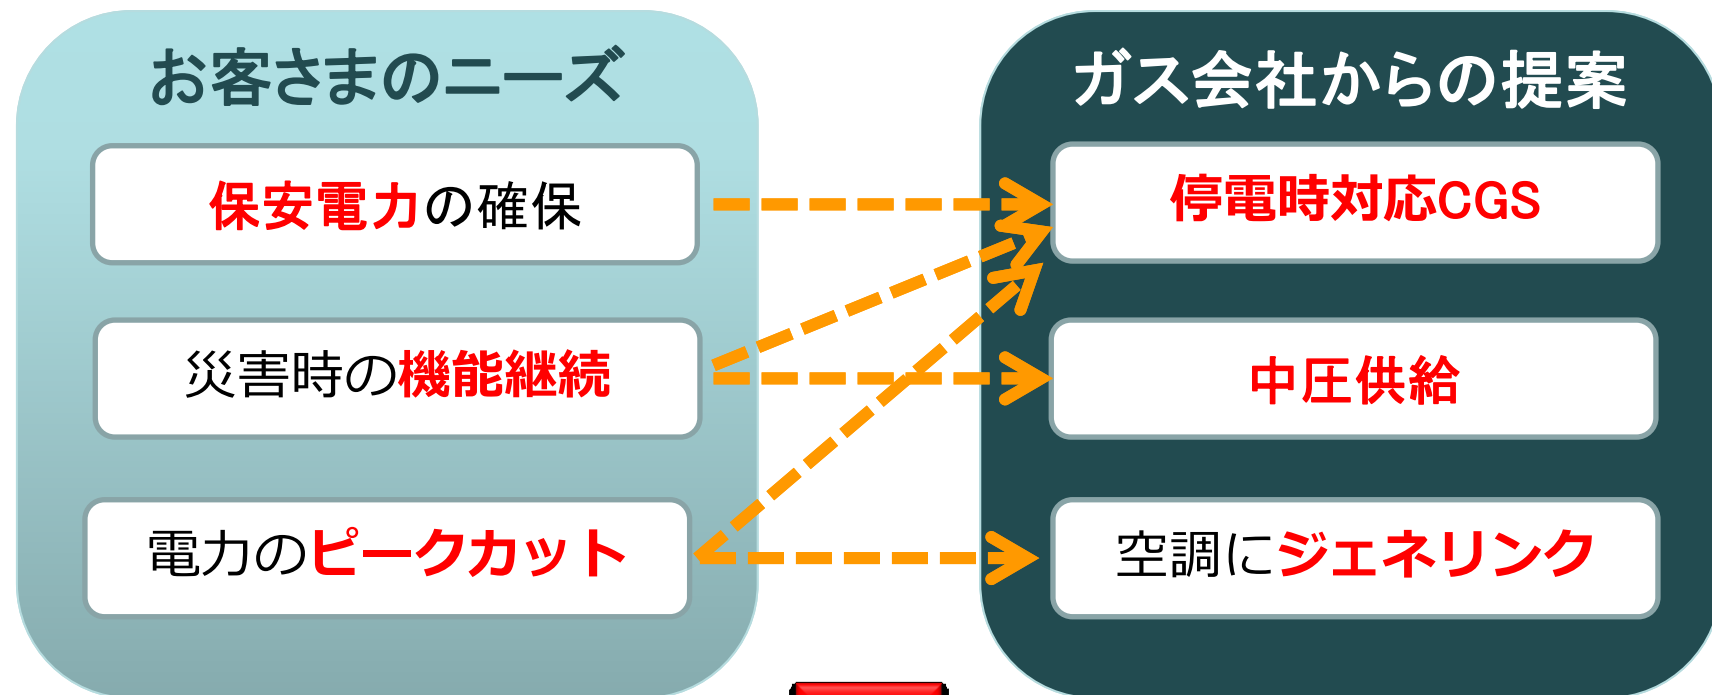 お客さまのニーズ
保安電力の確保
災害時の機能継続
電力のピークカット
ガス会社からの提案
停電時対応CGS
中圧供給
空調にジェネリンク